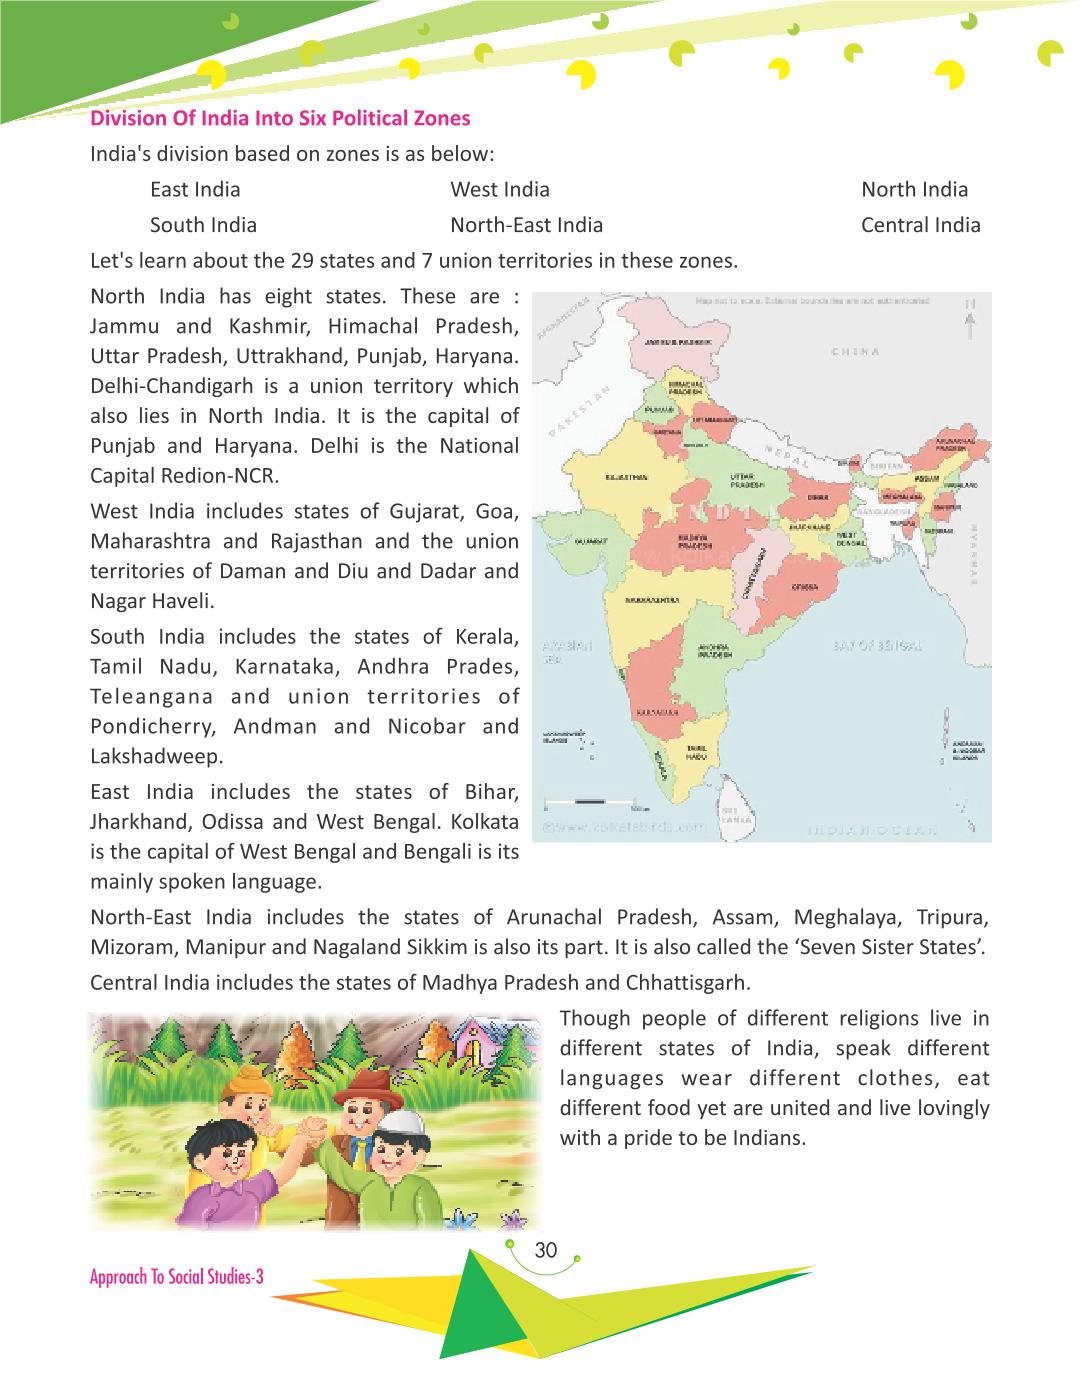 Division Of India Into Six Political Zones
India's division based on zones is as below:
East India West India North India
South India North-East India Central India
Let's learn about the 29 states and 7 union territories in these zones.
North India has eight states. These are :
Jammu and Kashmir, Himachal Pradesh,
Uttar Pradesh, Uttrakhand, Punjab, Haryana.
Delhi-Chandigarh is a union territory which
also lies in North India. It is the capital of
Punjab and Haryana. Delhi is the National
Capital Redion-NCR.
West India includes states of Gujarat, Goa,
Maharashtra and Rajasthan and the union
territories of Daman and Diu and Dadar and
Nagar Haveli.
South India includes the states of Kerala,
Tamil Nadu, Karnataka, Andhra Prades,
Teleangana and union territories of
Pondicherry, Andman and Nicobar and
Lakshadweep.
East India includes the states of Bihar,
Jharkhand, Odissa and West Bengal. Kolkata
is the capital of West Bengal and Bengali is its
mainly spoken language.
Map not to scale. External boundaries are not authenticated
N
AFGHANISTAN
JAMMU & KASHMIR
CHINA
HIMACHAL
PRADESH
PAKISTAN
PUNJAB
UTTARAKHAND
HARYANA
NEPAL
ARUNACHAL
PRADESH
SIKKIM
BHUTAN
RAJASTHAN
UTTAR
PRADESH
ASSAM
NAGALAND
BIHAR
MEGHALAYA
MANIPUR
INDIA
BANGLADESH
JHARKHAND
TRIPURA
MIZORAM
GUJARAT
MADHYA
PRADESH
WEST
BENGAL
MYANMAR
CHHATTISGARH
ORISSA
MAHARASHTRA
ARABIAN
SEA
ANDHRA
PRADESH
BAY OF BENGAL
KARNATAKA
LAKSHADWEEP
ISLANDS
TAMIL
NADU
KERALA
ANDAMAN
& NICOBAR
ISLANDS
SRI
LANKA
©www.kolkatabirds.com
INDIAN OCEAN
North-East India includes the states of Arunachal Pradesh, Assam, Meghalaya, Tripura,
Mizoram, Manipur and Nagaland Sikkim is also its part. It is also called the ‘Seven Sister States’.
Central India includes the states of Madhya Pradesh and Chhattisgarh.
Though people of different religions live in
different states of India, speak different
languages wear different clothes, eat
different food yet are united and live lovingly
with a pride to be Indians.
30
Approach To Social Studies-3